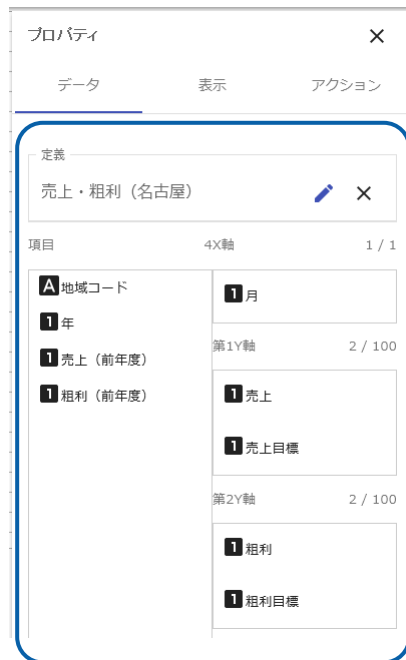 プロパティ
データ 表示 アクション
定義
売上・粗利（名古屋）
項目 4X軸 1 / 1
A 地域コード
1 年
1 売上（前年度）
1 粗利（前年度）
1 月
第1Y軸 2 / 100
1 売上
1 売上目標
第2Y軸 2 / 100
1 粗利
1 粗利目標